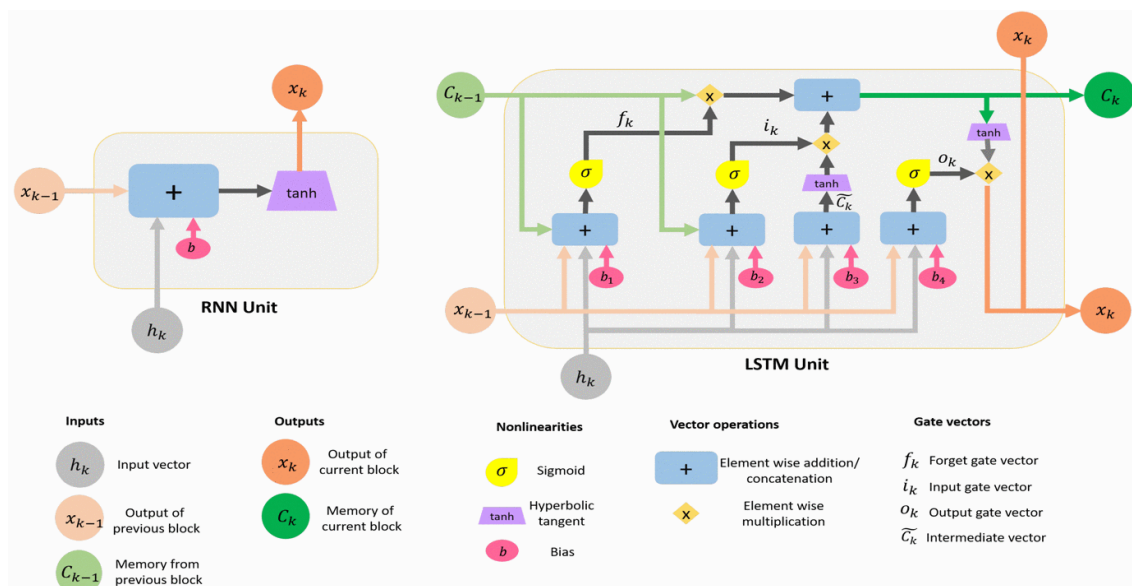 x_k
x_{k-1}
+
tanh
b
RNN Unit
h_k
x_k
C_{k-1}
x
+
C_k
f_k
i_k
tanh
x
o_k
x
σ
σ
tanh
σ
\widetilde{C_k}
+
+
+
+
b_1
b_2
b_3
b_4
x_{k-1}
x_k
h_k
LSTM Unit
Inputs
h_k Input vector
x_{k-1} Output of
previous block
C_{k-1} Memory from
previous block
Outputs
x_k Output of
current block
C_k Memory of
current block
Nonlinearities
σ Sigmoid
tanh Hyperbolic
tangent
b Bias
Vector operations
+ Element wise addition/
concatenation
x Element wise
multiplication
Gate vectors
f_k Forget gate vector
i_k Input gate vector
o_k Output gate vector
\widetilde{C_k} Intermediate vector